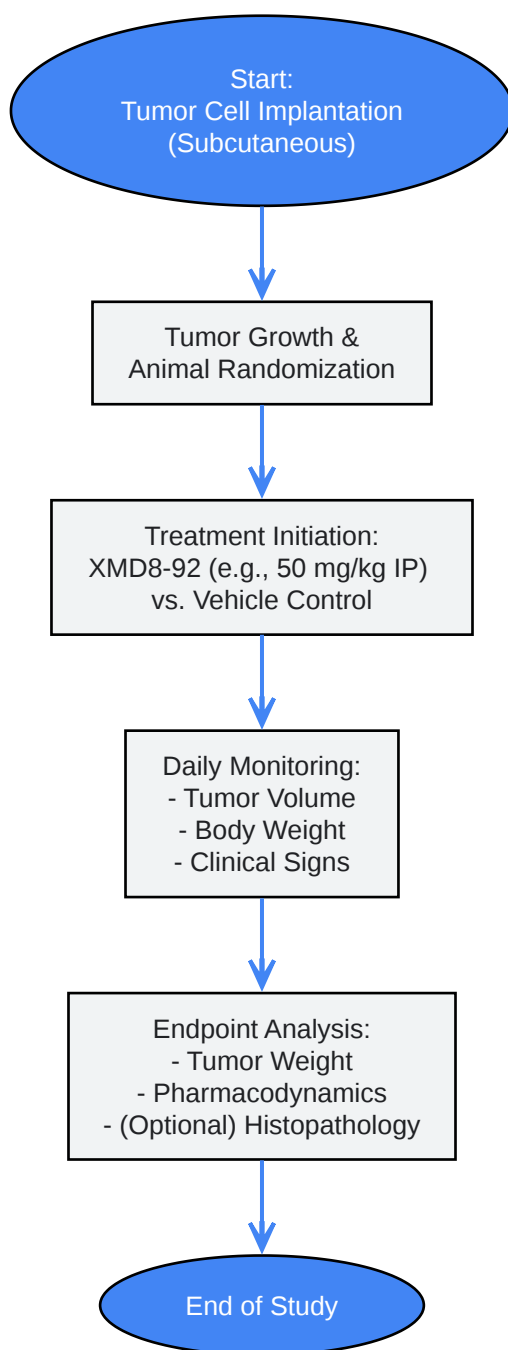 Start:
Tumor Cell Implantation
(Subcutaneous)
Tumor Growth &
Animal Randomization
Treatment Initiation:
XMD8-92 (e.g., 50 mg/kg IP)
vs. Vehicle Control
Daily Monitoring:
- Tumor Volume
- Body Weight
- Clinical Signs
Endpoint Analysis:
- Tumor Weight
- Pharmacodynamics
- (Optional) Histopathology
End of Study